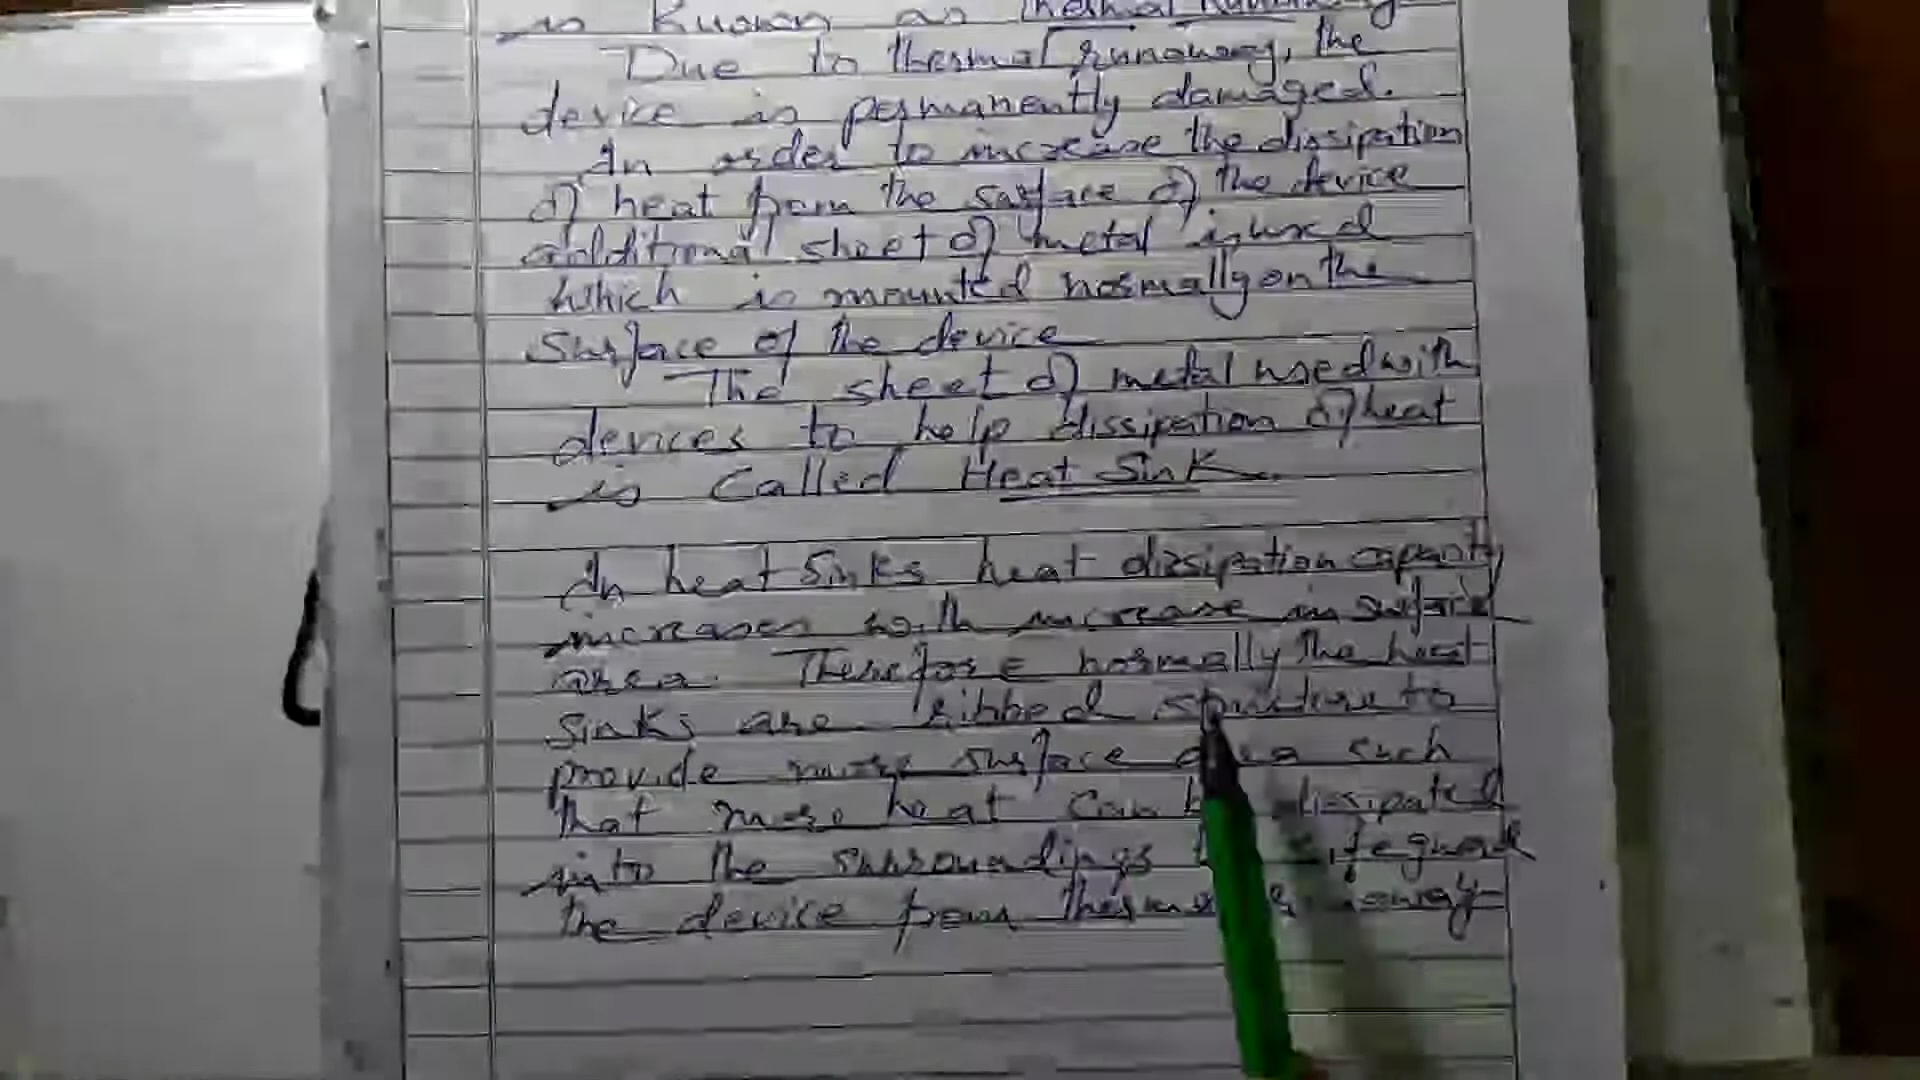 is known as Thermal Runaway
Due to thermal runaway, the
device is permanently damaged.
In order to increase the dissipation
of heat from the surface of the device
additional sheet of metal is used
which is mounted normally on the
surface of the device
The sheet of metal used with
devices to help dissipation of heat
is called Heat Sink.
In heat sinks heat dissipation capacity
increases with increase in surface
area. Therefore normally the heat
sinks are ribbed structure to
provide more surface area such
that more heat can be dissipated
into the surroundings safeguard
the device from thermal runaway